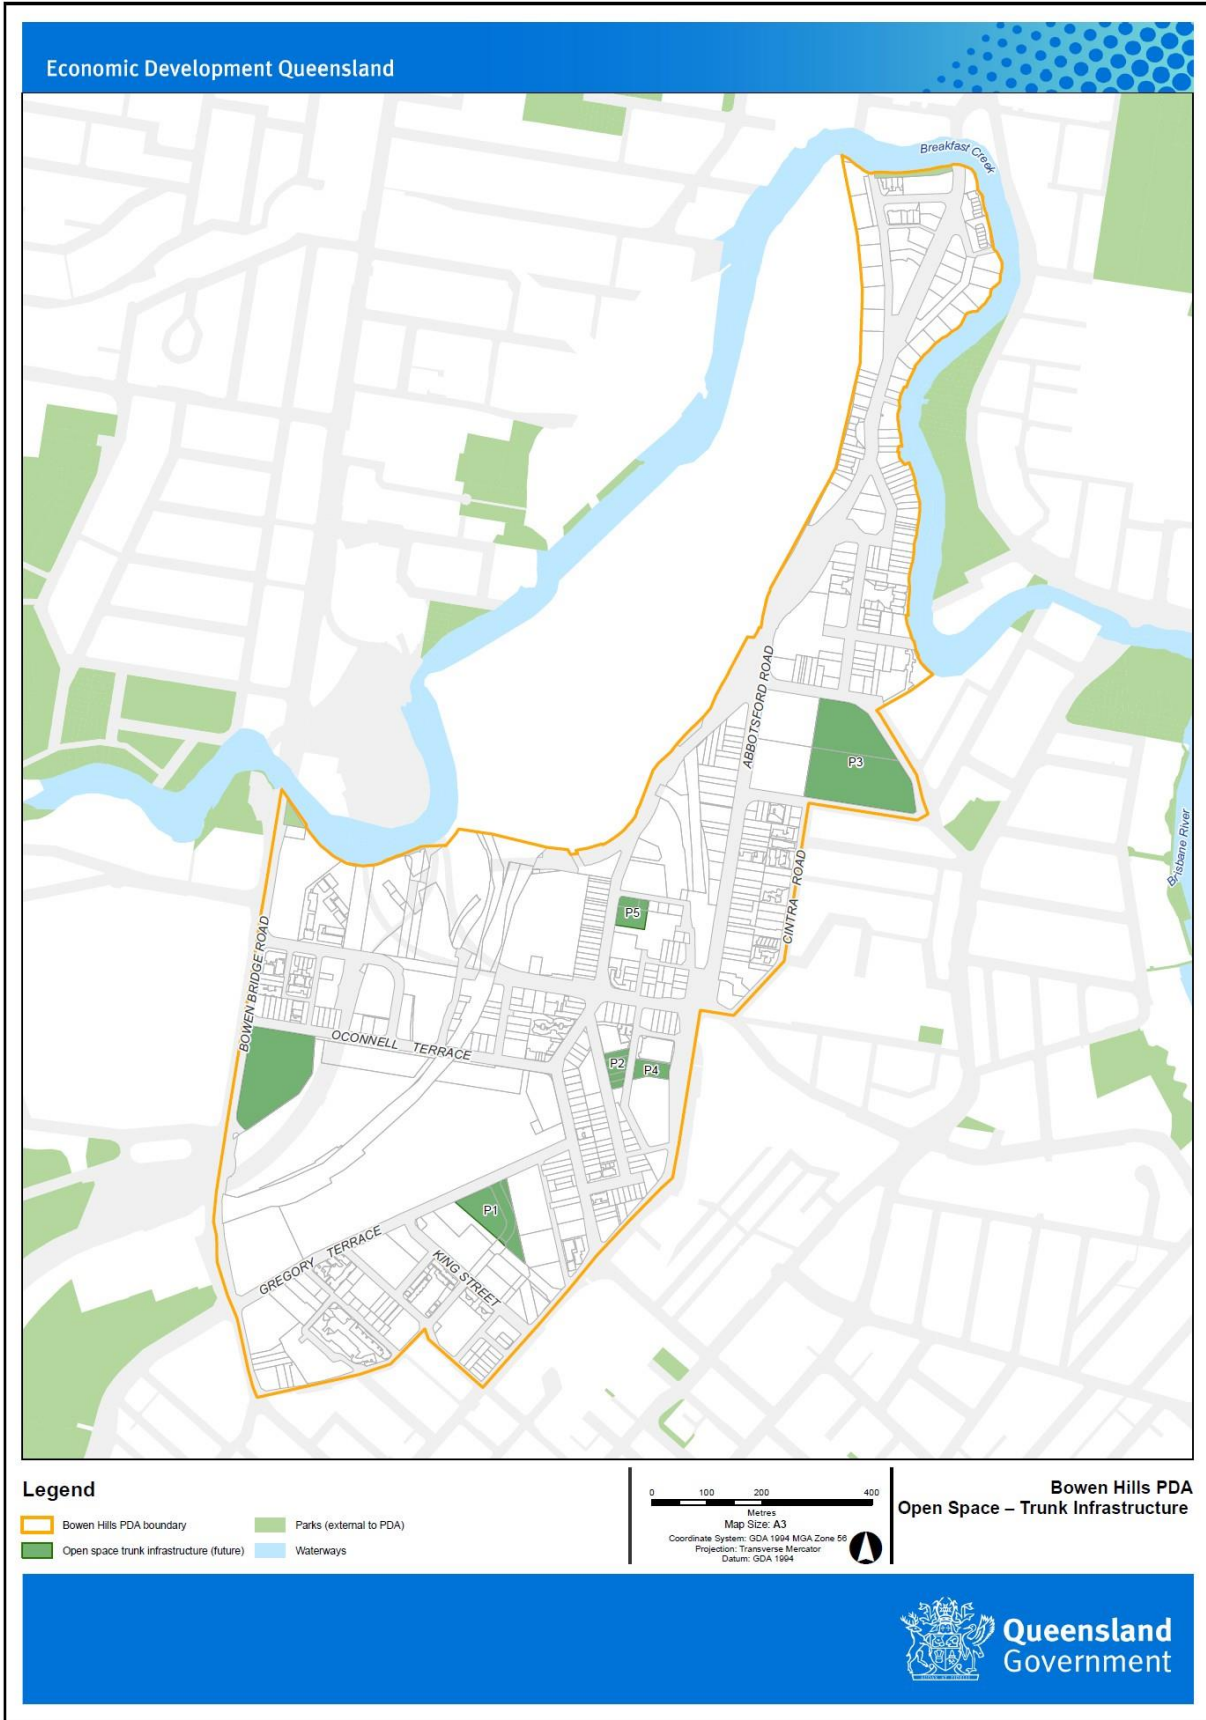 Economic Development Queensland
Breakfast Creek
ABBOTSFORD ROAD
P3
CINTRA ROAD
Brisbane River
P5
BOWEN BRIDGE ROAD
OCONNELL TERRACE
P2
P4
P1
GREGORY TERRACE
KING STREET
Legend
Bowen Hills PDA boundary
Parks (external to PDA)
Open space trunk infrastructure (future)
Waterways
0 100 200 400
Metres
Map Size: A3
Coordinate System: GDA 1994 MGA Zone 56
Projection: Transverse Mercator
Datum: GDA 1994
Bowen Hills PDA
Open Space – Trunk Infrastructure
Queensland
Government